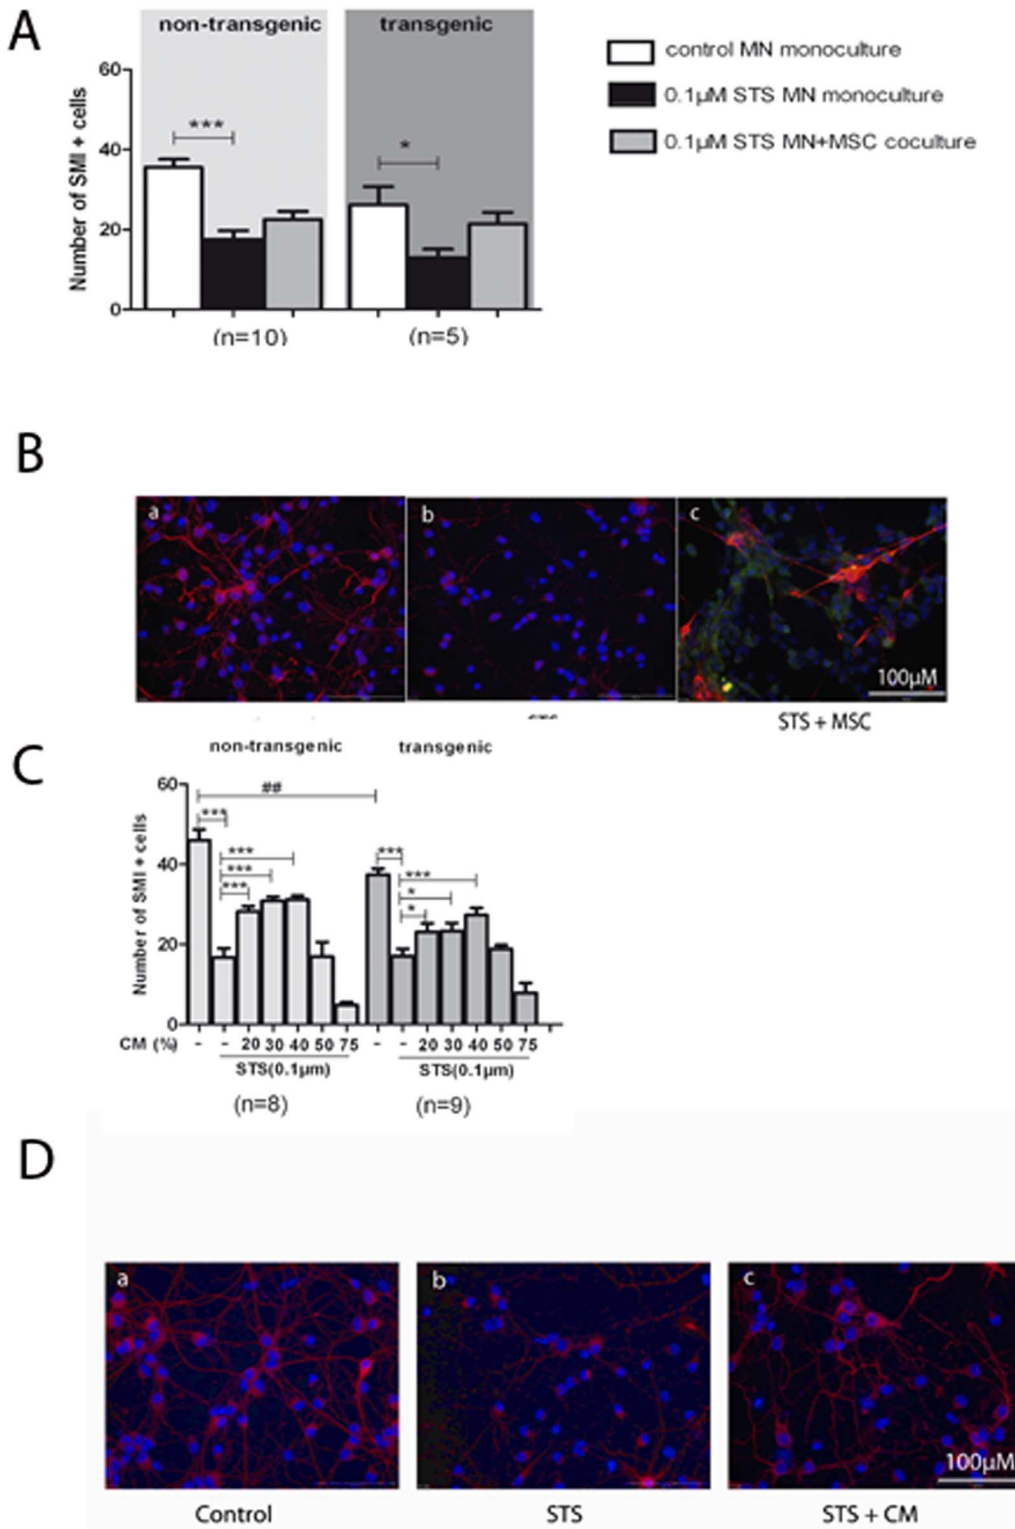 A
non-transgenic
transgenic
control MN monoculture
0.1µM STS MN monoculture
0.1µM STS MN+MSC coculture
Number of SMI + cells
60
40
20
0
***
*
(n=10)
(n=5)
B
a
b
c
100µM
STS
STS + MSC
C
non-transgenic
transgenic
Number of SMI + cells
60
40
20
0
##
***
***
***
***
***
***
*
*
CM (%)
- - 20 30 40 50 75 - - 20 30 40 50 75
STS(0.1µm)
STS(0.1µm)
(n=8)
(n=9)
D
a
b
c
100µM
Control
STS
STS + CM